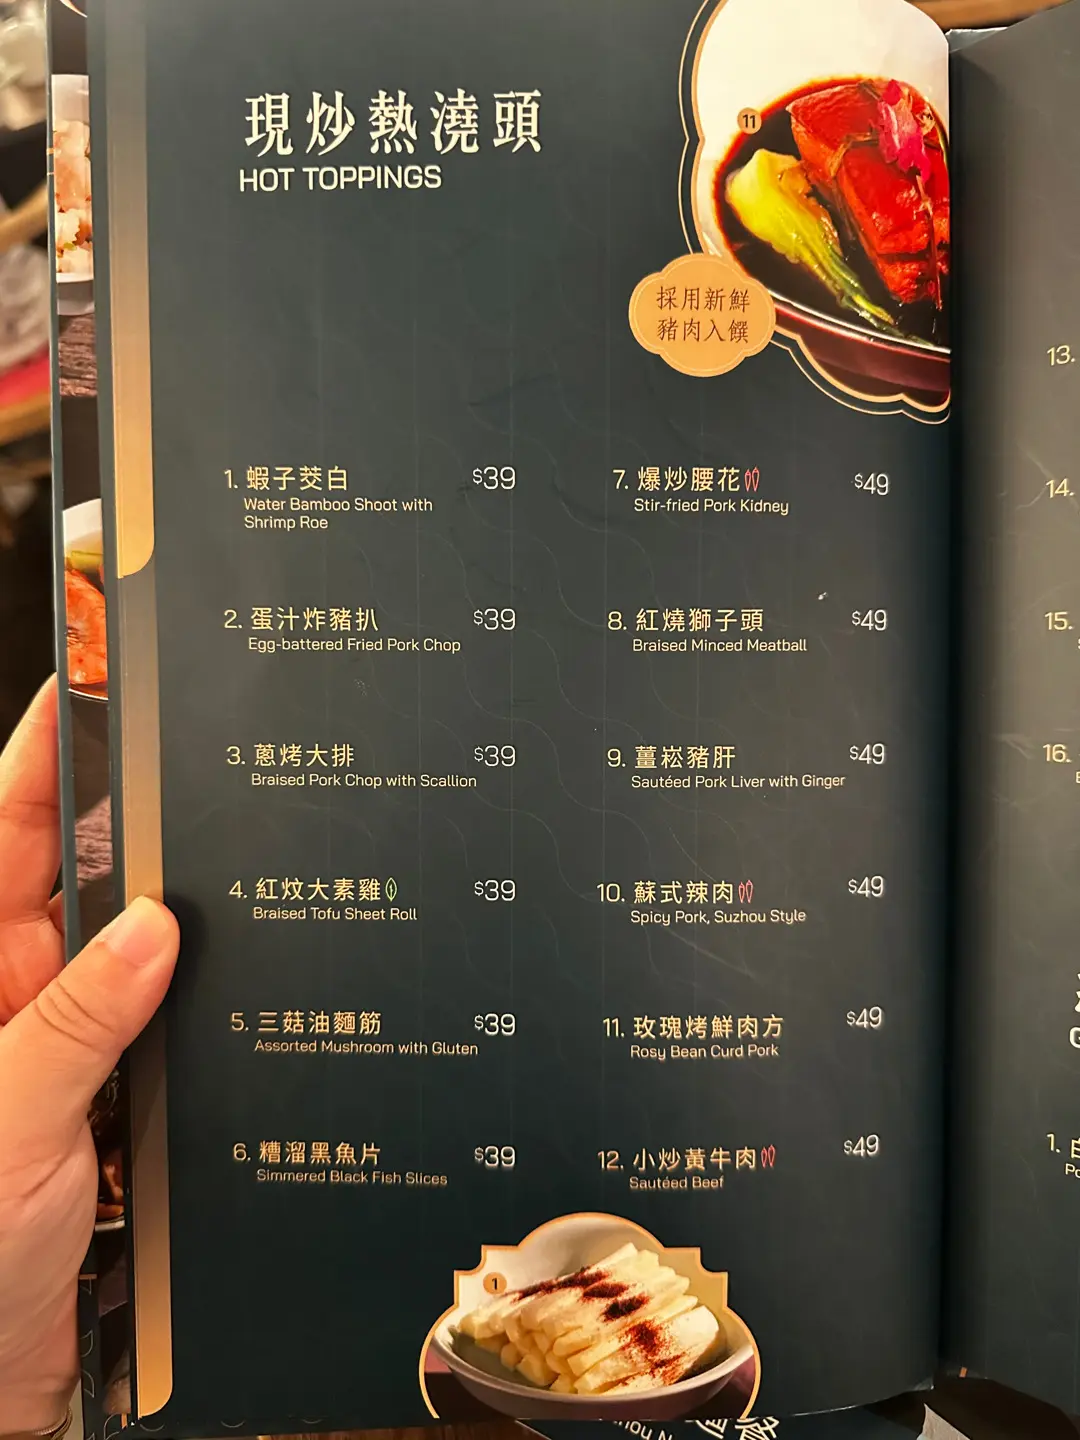 現炒熱澆頭
HOT TOPPINGS
11
採用新鮮
豬肉入饌
1. 蝦子茭白 $39
Water Bamboo Shoot with
Shrimp Roe
2. 蛋汁炸豬扒 $39
Egg-battered Fried Pork Chop
3. 蔥烤大排 $39
Braised Pork Chop with Scallion
4. 紅炆大素雞 $39
Braised Tofu Sheet Roll
5. 三菇油麵筋 $39
Assorted Mushroom with Gluten
6. 糟溜黑魚片 $39
Simmered Black Fish Slices
7. 爆炒腰花 $49
Stir-fried Pork Kidney
8. 紅燒獅子頭 $49
Braised Minced Meatball
9. 薑崧豬肝 $49
Sautéed Pork Liver with Ginger
10. 蘇式辣肉 $49
Spicy Pork, Suzhou Style
11. 玫瑰烤鮮肉方 $49
Rosy Bean Curd Pork
12. 小炒黃牛肉 $49
Sautéed Beef
1
13.
14.
15.
16.
1.